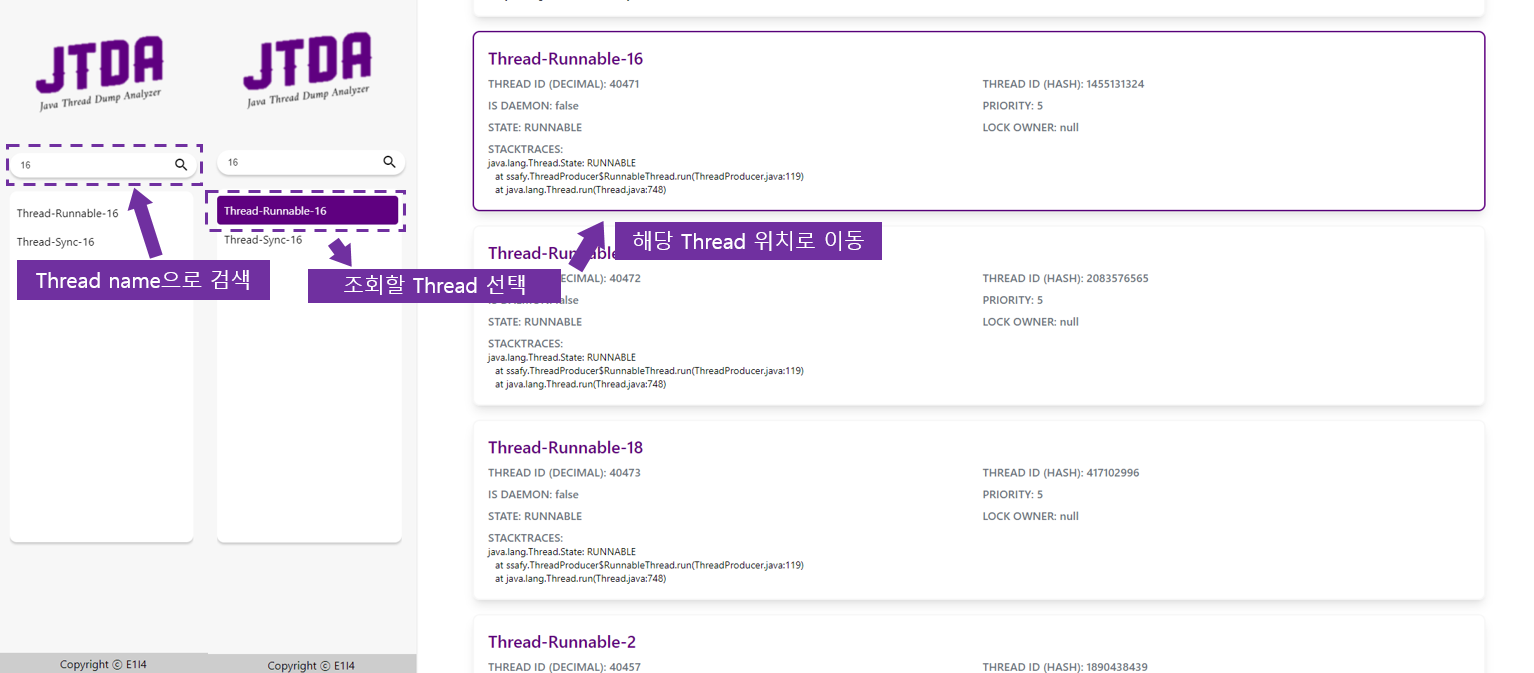 JTDA
Java Thread Dump Analyzer
16
Thread-Runnable-16
Thread-Sync-16
Thread name으로 검색
Copyright ⓒ E1I4
JTDA
Java Thread Dump Analyzer
16
Thread-Runnable-16
Thread-Sync-16
조회할 Thread 선택
Copyright ⓒ E1I4
Thread-Runnable-16
THREAD ID (DECIMAL): 40471
THREAD ID (HASH): 1455131324
IS DAEMON: false
PRIORITY: 5
STATE: RUNNABLE
LOCK OWNER: null
STACKTRACES:
java.lang.Thread.State: RUNNABLE
at ssafy.ThreadProducer$RunnableThread.run(ThreadProducer.java:119)
at java.lang.Thread.run(Thread.java:748)
해당 Thread 위치로 이동
ECIMAL): 40472
THREAD ID (HASH): 2083576565
PRIORITY: 5
STATE: RUNNABLE
LOCK OWNER: null
STACKTRACES:
java.lang.Thread.State: RUNNABLE
at ssafy.ThreadProducer$RunnableThread.run(ThreadProducer.java:119)
at java.lang.Thread.run(Thread.java:748)
Thread-Runnable-18
THREAD ID (DECIMAL): 40473
THREAD ID (HASH): 417102996
IS DAEMON: false
PRIORITY: 5
STATE: RUNNABLE
LOCK OWNER: null
STACKTRACES:
java.lang.Thread.State: RUNNABLE
at ssafy.ThreadProducer$RunnableThread.run(ThreadProducer.java:119)
at java.lang.Thread.run(Thread.java:748)
Thread-Runnable-2
THREAD ID (DECIMAL): 40457
THREAD ID (HASH): 1890438439